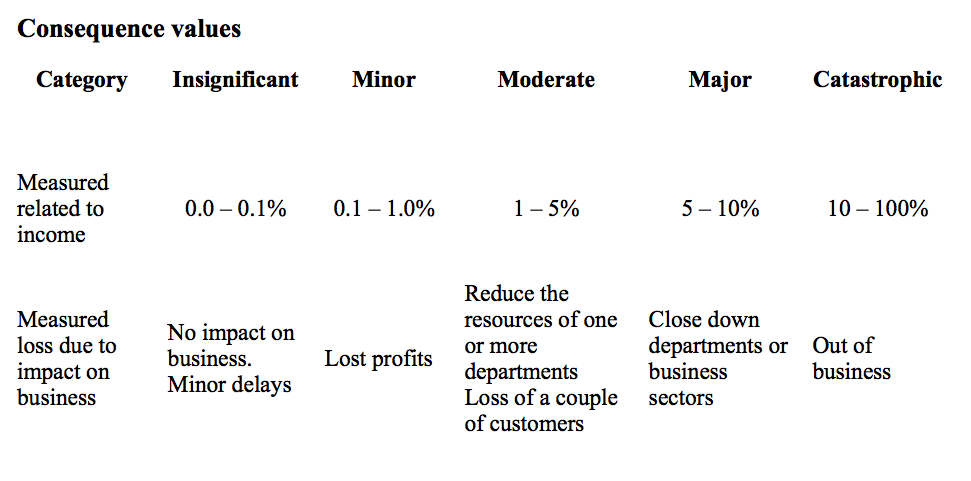 Consequence values
Category Insignificant Minor Moderate Major Catastrophic
Measured
related to
income
0.0 – 0.1%
0.1 – 1.0%
1 – 5%
5 – 10%
10 – 100%
Measured
loss due to
impact on
business
No impact on
business.
Minor delays
Lost profits
Reduce the
resources of one
or more
departments
Loss of a couple
of customers
Close down
departments or
business
sectors
Out of
business